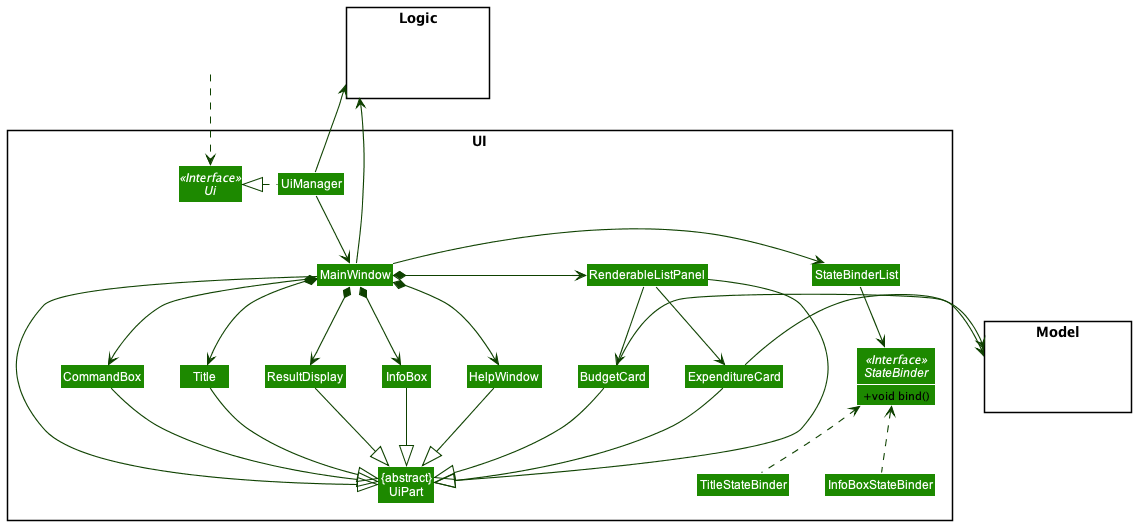 Logic
UI
«Interface»
Ui
UiManager
MainWindow
RenderableListPanel
StateBinderList
Model
«Interface»
StateBinder
+void bind()
CommandBox
Title
ResultDisplay
InfoBox
HelpWindow
BudgetCard
ExpenditureCard
{abstract}
UiPart
TitleStateBinder
InfoBoxStateBinder